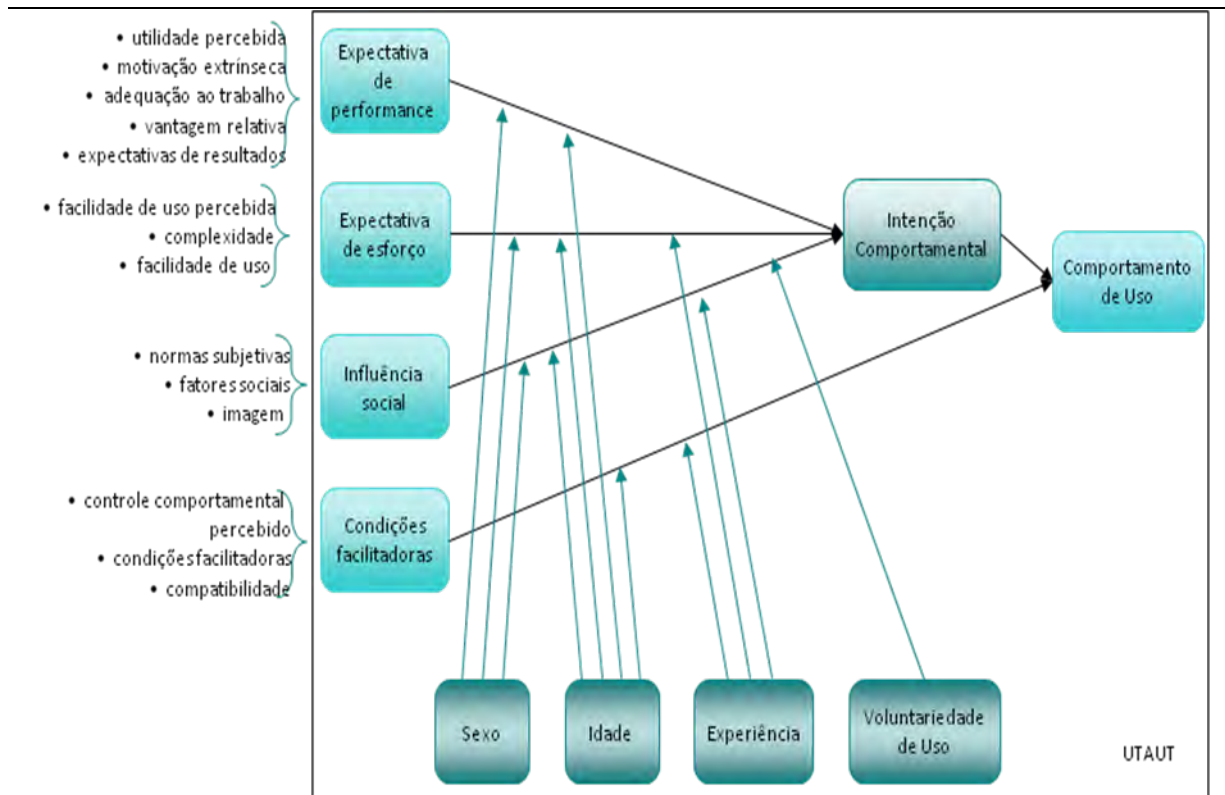 • utilidade percebida
• motivação extrínseca
• adequação ao trabalho
• vantagem relativa
• expectativas de resultados
Expectativa
de
performance
• facilidade de uso percebida
• complexidade
• facilidade de uso
Expectativa
de esforço
Intenção
Comportamental
Comportamento
de Uso
• normas subjetivas
• fatores sociais
• imagem
Influência
social
• controle comportamental
percebido
• condições facilitadoras
• compatibilidade
Condições
facilitadoras
Sexo
Idade
Experiência
Voluntariedade
de Uso
UTAUT